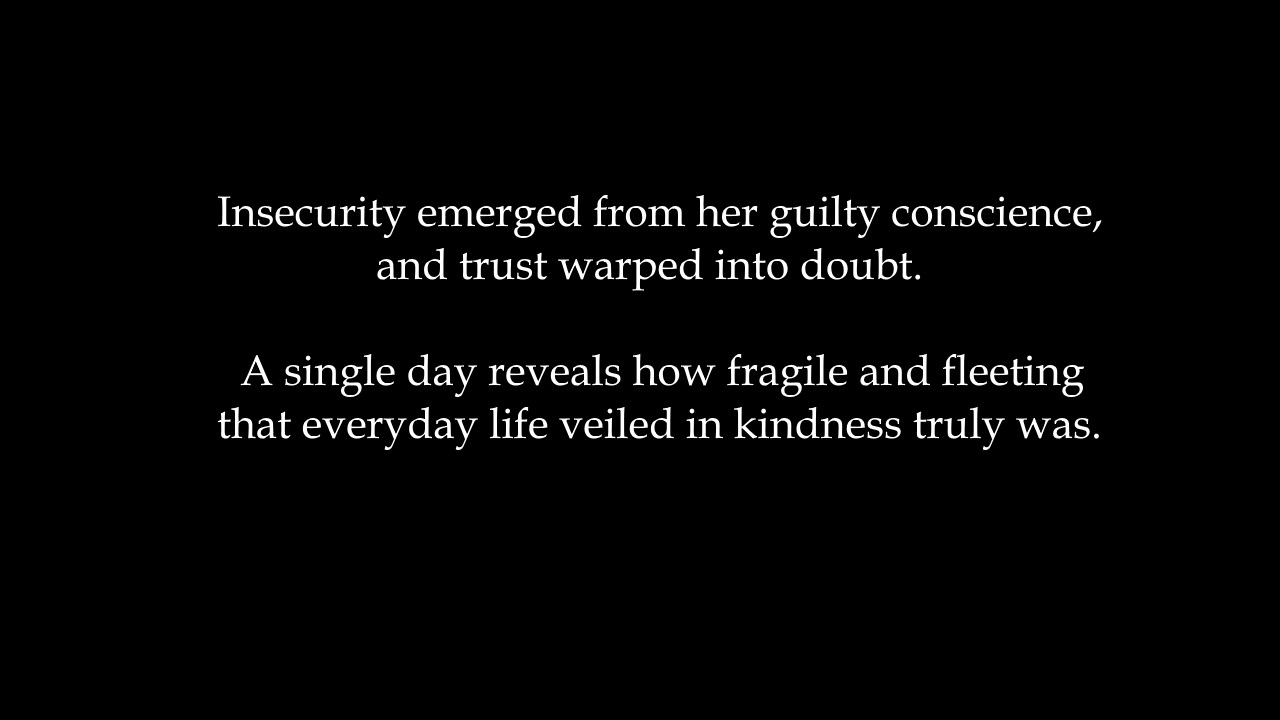 Insecurity emerged from her guilty conscience,
and trust warped into doubt.
A single day reveals how fragile and fleeting
that everyday life veiled in kindness truly was.